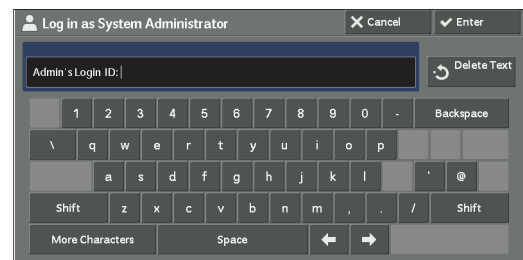 Log in as System Administrator
Cancel
Enter
Admin's Login ID:
Delete Text
1 2 3 4 5 6 7 8 9 0 - Backspace
\ q w e r t y u i o p
a s d f g h j k l ' @
Shift z x c v b n m , . / Shift
More Characters Space